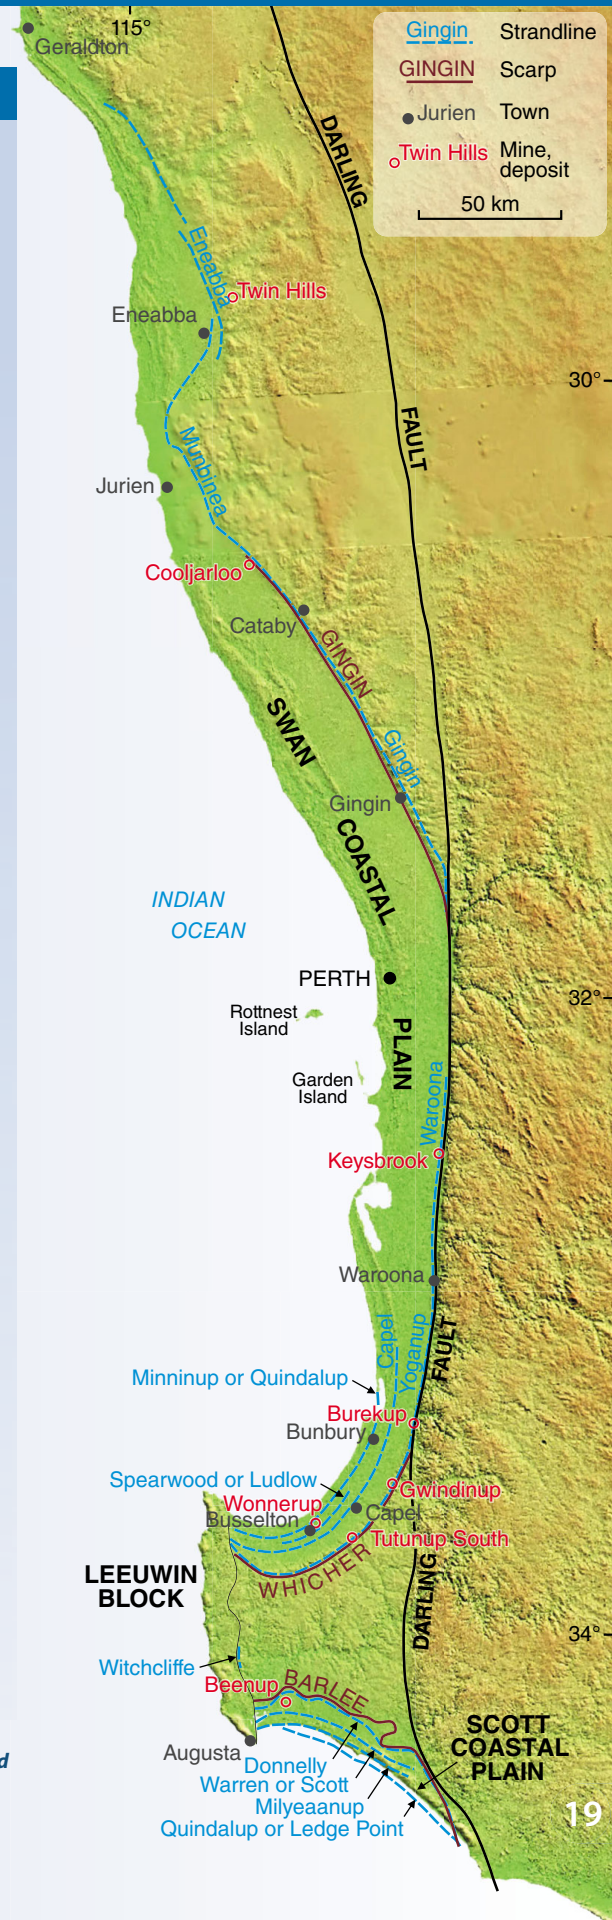 115°
Geraldton
Gingin Strandline
GINGIN Scarp
Jurien Town
Twin Hills Mine,
deposit
50 km
DARLING
Eneabba
Twin Hills
Eneabba
30°
FAULT
Munbinea
Jurien
Cooljarloo
Cataby
GINGIN
SWAN
Gingin
Gingin
COASTAL
INDIAN
OCEAN
PERTH
32°
Rottnest
Island
PLAIN
Garden
Island
Waroona
Keysbrook
Waroona
Capel
Yoganup
FAULT
Minninup or Quindalup
Burekup
Bunbury
Spearwood or Ludlow
Gwindinup
Wonnerup
Capel
Busselton
Tutunup South
LEEUWIN
BLOCK
WHICHER
DARLING
34°
Witchcliffe
Beenup
BARLEE
SCOTT
COASTAL
PLAIN
Augusta
d
Donnelly
Warren or Scott
Milyeaanup
Quindalup or Ledge Point
19